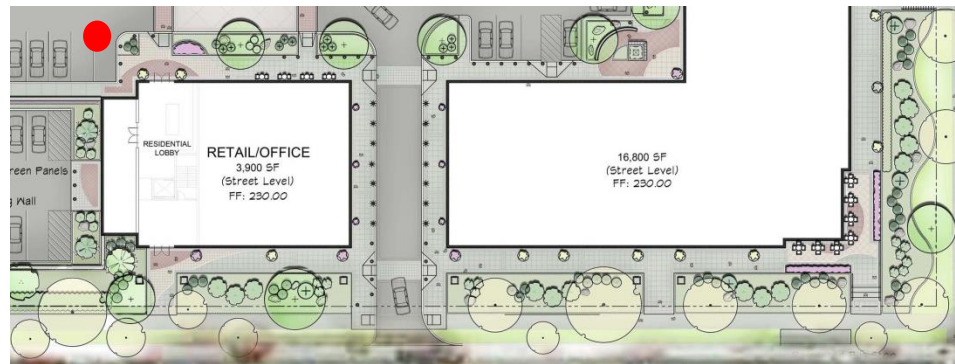 RESIDENTIAL
LOBBY
RETAIL/OFFICE
3,900 SF
(Street Level)
FF: 230.00
16,800 SF
(Street Level)
FF: 230.00
reen Panels
Wall